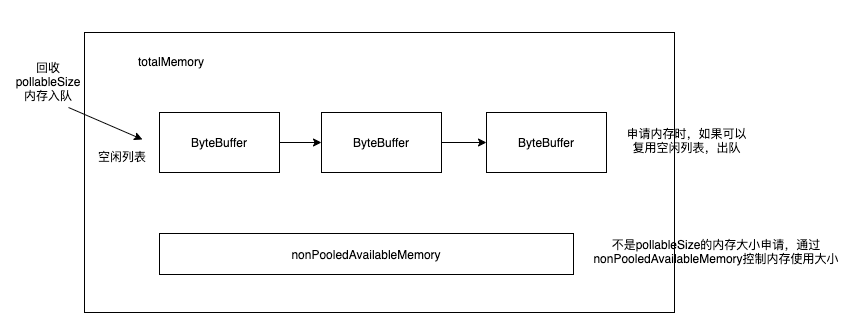 totalMemory
回收
pollableSize
内存入队
ByteBuffer
ByteBuffer
ByteBuffer
申请内存时，如果可以
复用空闲列表，出队
空闲列表
nonPooledAvailableMemory
不是pollableSize的内存大小申请，通过
nonPooledAvailableMemory控制内存使用大小